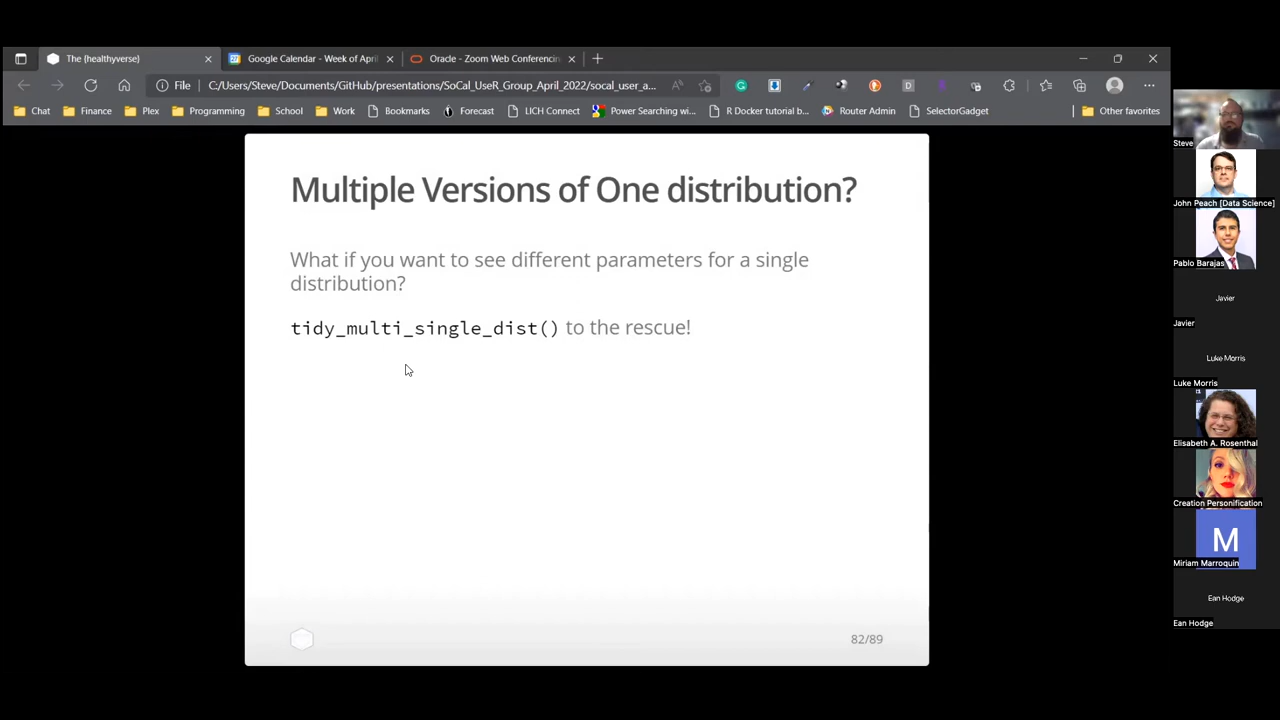 The {healthyverse}
Google Calendar - Week of April
Oracle - Zoom Web Conferencin
File
C:/Users/Steve/Documents/GitHub/presentations/SoCal_UseR_Group_April_2022/socal_user_a...
Chat
Finance
Plex
Programming
School
Work
Bookmarks
Forecast
LICH Connect
Power Searching wi...
R Docker tutorial b...
Router Admin
SelectorGadget
Other favorites
Multiple Versions of One distribution?
What if you want to see different parameters for a single
distribution?
tidy_multi_single_dist() to the rescue!
82/89
Steve
John Peach [Data Science]
Pablo Barajas
Javier
Javier
Luke Morris
Luke Morris
Elisabeth A. Rosenthal
Creation Personification
M
Miriam Marroquin
Ean Hodge
Ean Hodge